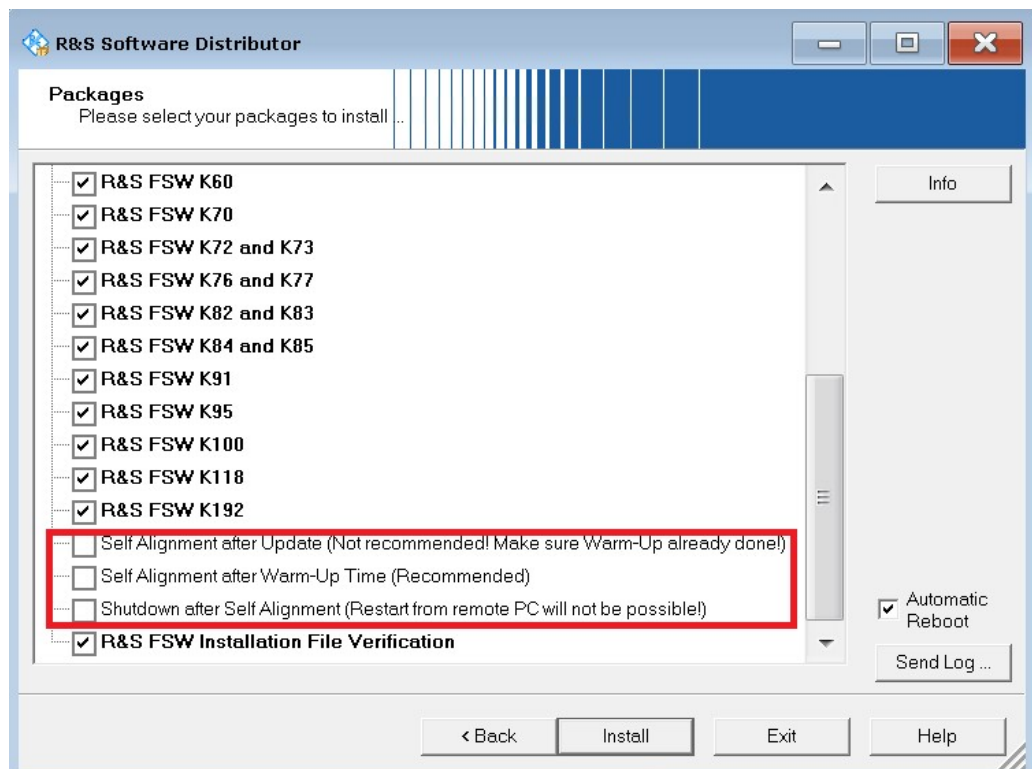 R&S Software Distributor
Packages
Please select your packages to install ...
R&S FSW K60
R&S FSW K70
R&S FSW K72 and K73
R&S FSW K76 and K77
R&S FSW K82 and K83
R&S FSW K84 and K85
R&S FSW K91
R&S FSW K95
R&S FSW K100
R&S FSW K118
R&S FSW K192
Self Alignment after Update (Not recommended! Make sure Warm-Up already done!)
Self Alignment after Warm-Up Time (Recommended)
Shutdown after Self Alignment (Restart from remote PC will not be possible!)
R&S FSW Installation File Verification
Info
Automatic
Reboot
Send Log ...
< Back
Install
Exit
Help